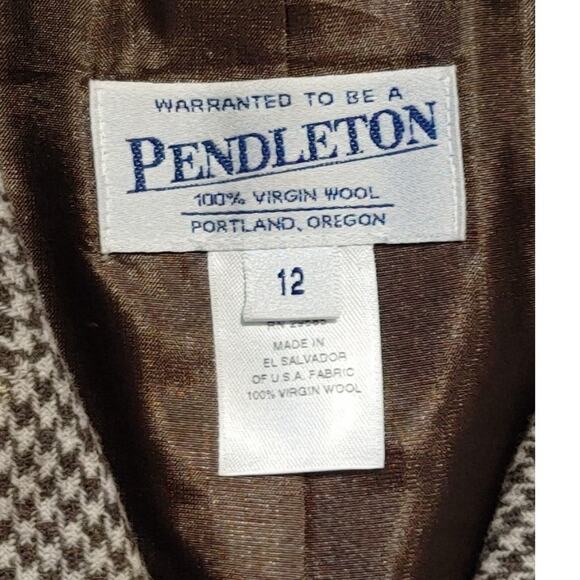 WARRANTED TO BE A
PENDLETON
100% VIRGIN WOOL
PORTLAND, OREGON
12
MADE IN
EL SALVADOR
OF U.S.A. FABRIC
100% VIRGIN WOOL